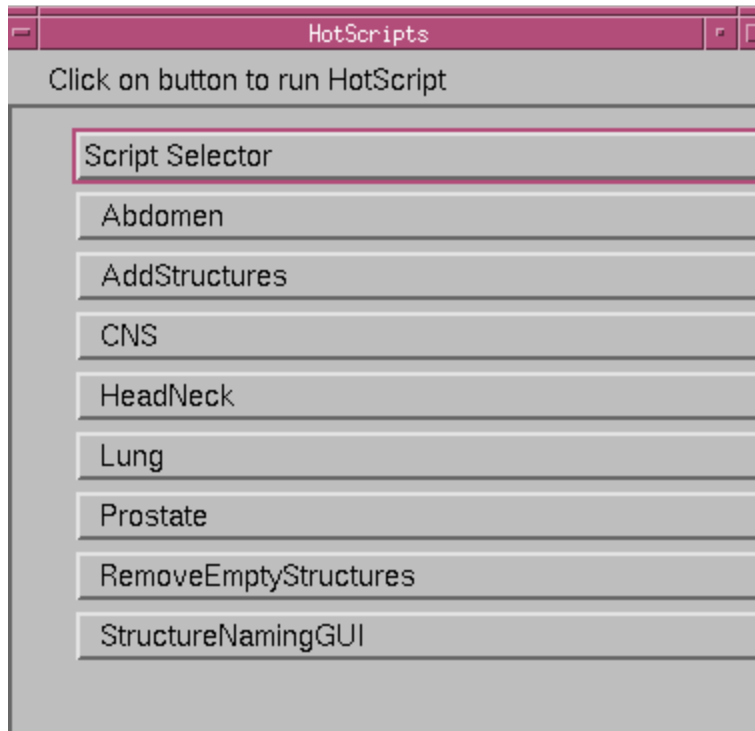 HotScripts
Click on button to run HotScript
Script Selector
Abdomen
AddStructures
CNS
HeadNeck
Lung
Prostate
RemoveEmptyStructures
StructureNamingGUI